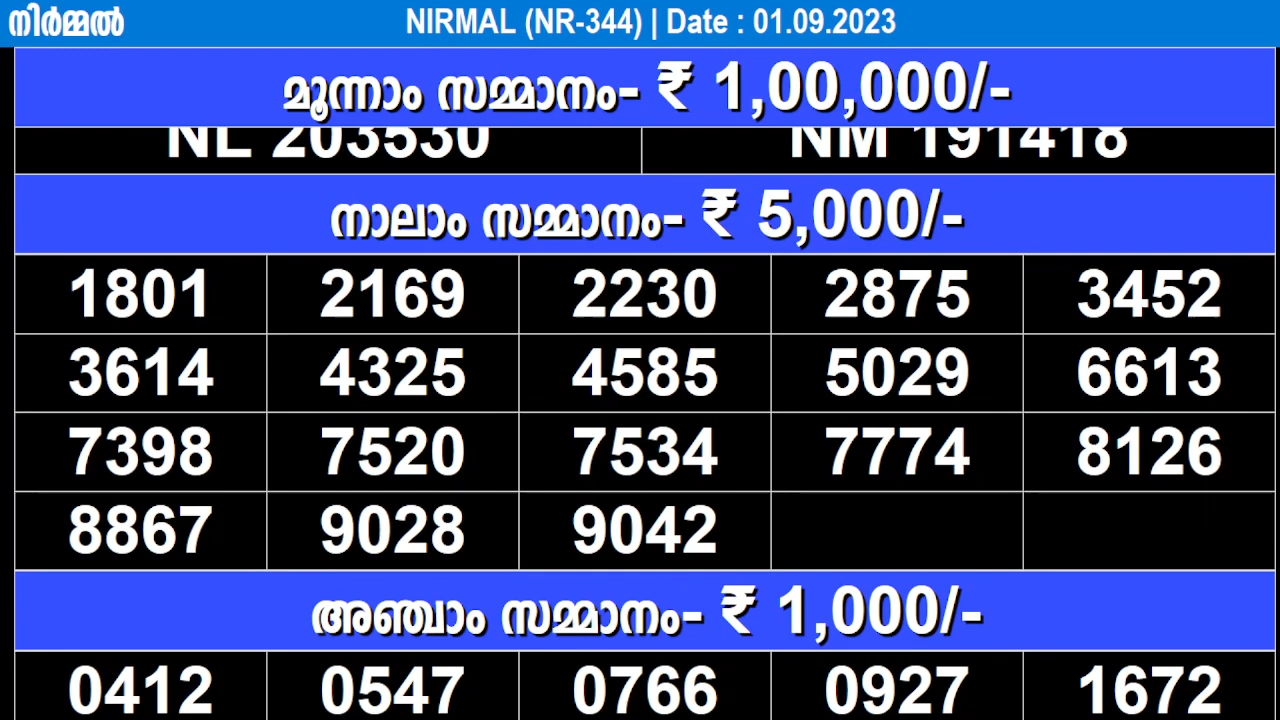 നിർമ്മൽ NIRMAL (NR-344) | Date : 01.09.2023
മൂന്നാം സമ്മാനം- ₹ 1,00,000/-
NL 203530 NM 191418
നാലാം സമ്മാനം- ₹ 5,000/-
1801 2169 2230 2875 3452
3614 4325 4585 5029 6613
7398 7520 7534 7774 8126
8867 9028 9042
അഞ്ചാം സമ്മാനം- ₹ 1,000/-
0412 0547 0766 0927 1672